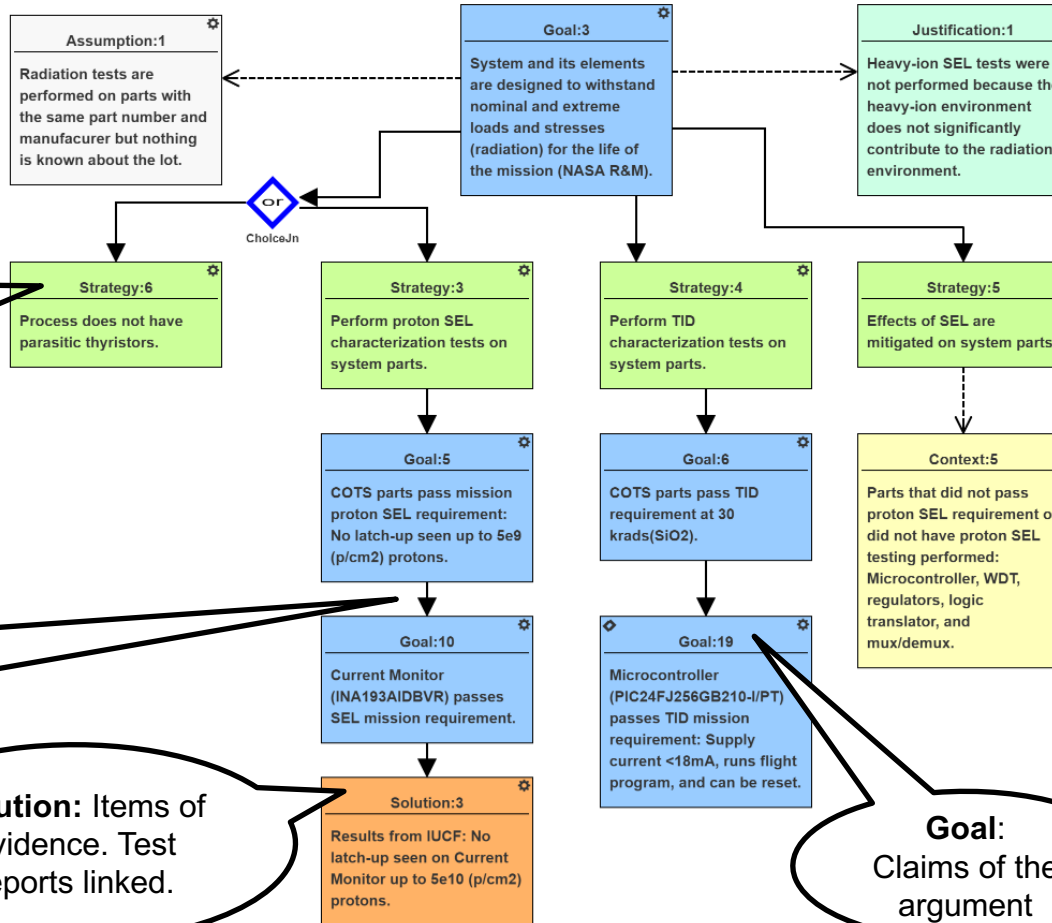 Assumption:1
Radiation tests are
performed on parts with
the same part number and
manufacurer but nothing
is known about the lot.
Goal:3
System and its elements
are designed to withstand
nominal and extreme
loads and stresses
(radiation) for the life of
the mission (NASA R&M).
Justification:1
Heavy-ion SEL tests were
not performed because the
heavy-ion environment
does not significantly
contribute to the radiation
environment.
or
ChoiceJn
Strategy:6
Process does not have
parasitic thyristors.
Strategy:3
Perform proton SEL
characterization tests on
system parts.
Strategy:4
Perform TID
characterization tests on
system parts.
Strategy:5
Effects of SEL are
mitigated on system parts
Goal:5
COTS parts pass mission
proton SEL requirement:
No latch-up seen up to 5e9
(p/cm2) protons.
Goal:6
COTS parts pass TID
requirement at 30
krads(SiO2).
Context:5
Parts that did not pass
proton SEL requirement o
did not have proton SEL
testing performed:
Microcontroller, WDT,
regulators, logic
translator, and
mux/demux.
Goal:10
Current Monitor
(INA193AIDBVR) passes
SEL mission requirement.
Goal:19
Microcontroller
(PIC24FJ256GB210-I/PT)
passes TID mission
requirement: Supply
current <18mA, runs flight
program, and can be reset.
Solution:3
Results from IUCF: No
latch-up seen on Current
Monitor up to 5e10 (p/cm2)
protons.
ution: Items of
vidence. Test
eports linked.
Goal:
Claims of the
argument